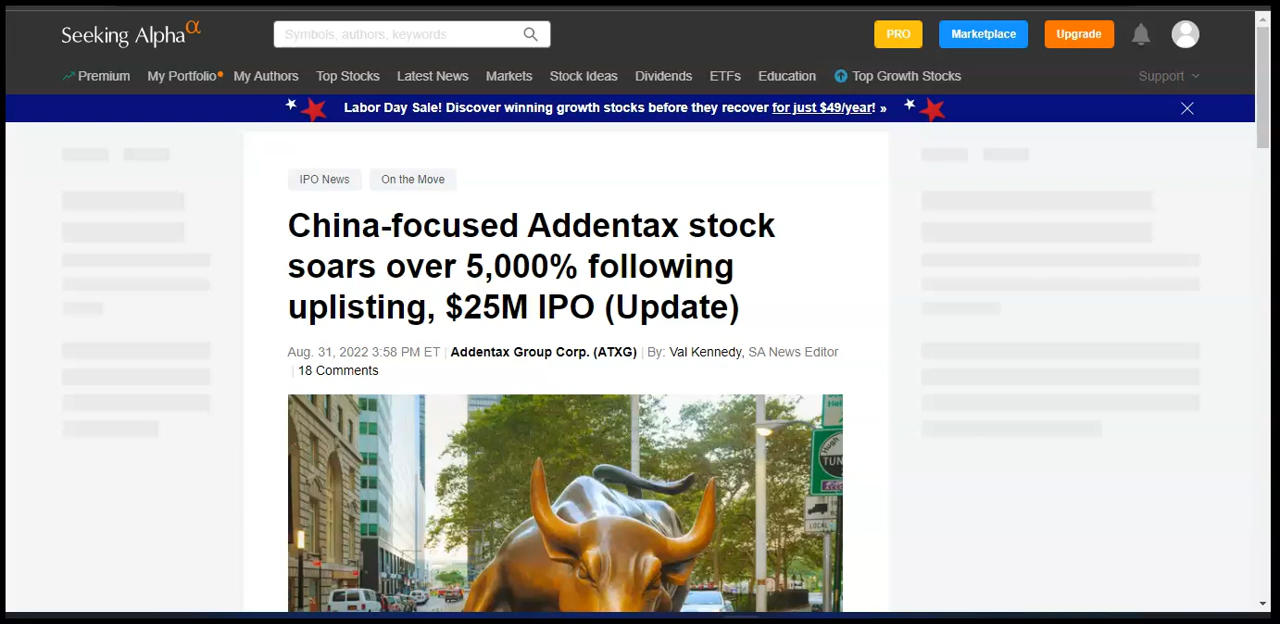 Seeking Alpha α
Symbols, authors, keywords
PRO
Marketplace
Upgrade
Premium
My Portfolio
My Authors
Top Stocks
Latest News
Markets
Stock Ideas
Dividends
ETFs
Education
Top Growth Stocks
Support
Labor Day Sale! Discover winning growth stocks before they recover for just $49/year! »
IPO News
On the Move
China-focused Addentax stock
soars over 5,000% following
uplisting, $25M IPO (Update)
Aug. 31, 2022 3:58 PM ET | Addentax Group Corp. (ATXG) | By: Val Kennedy, SA News Editor
| 18 Comments
LOCAL